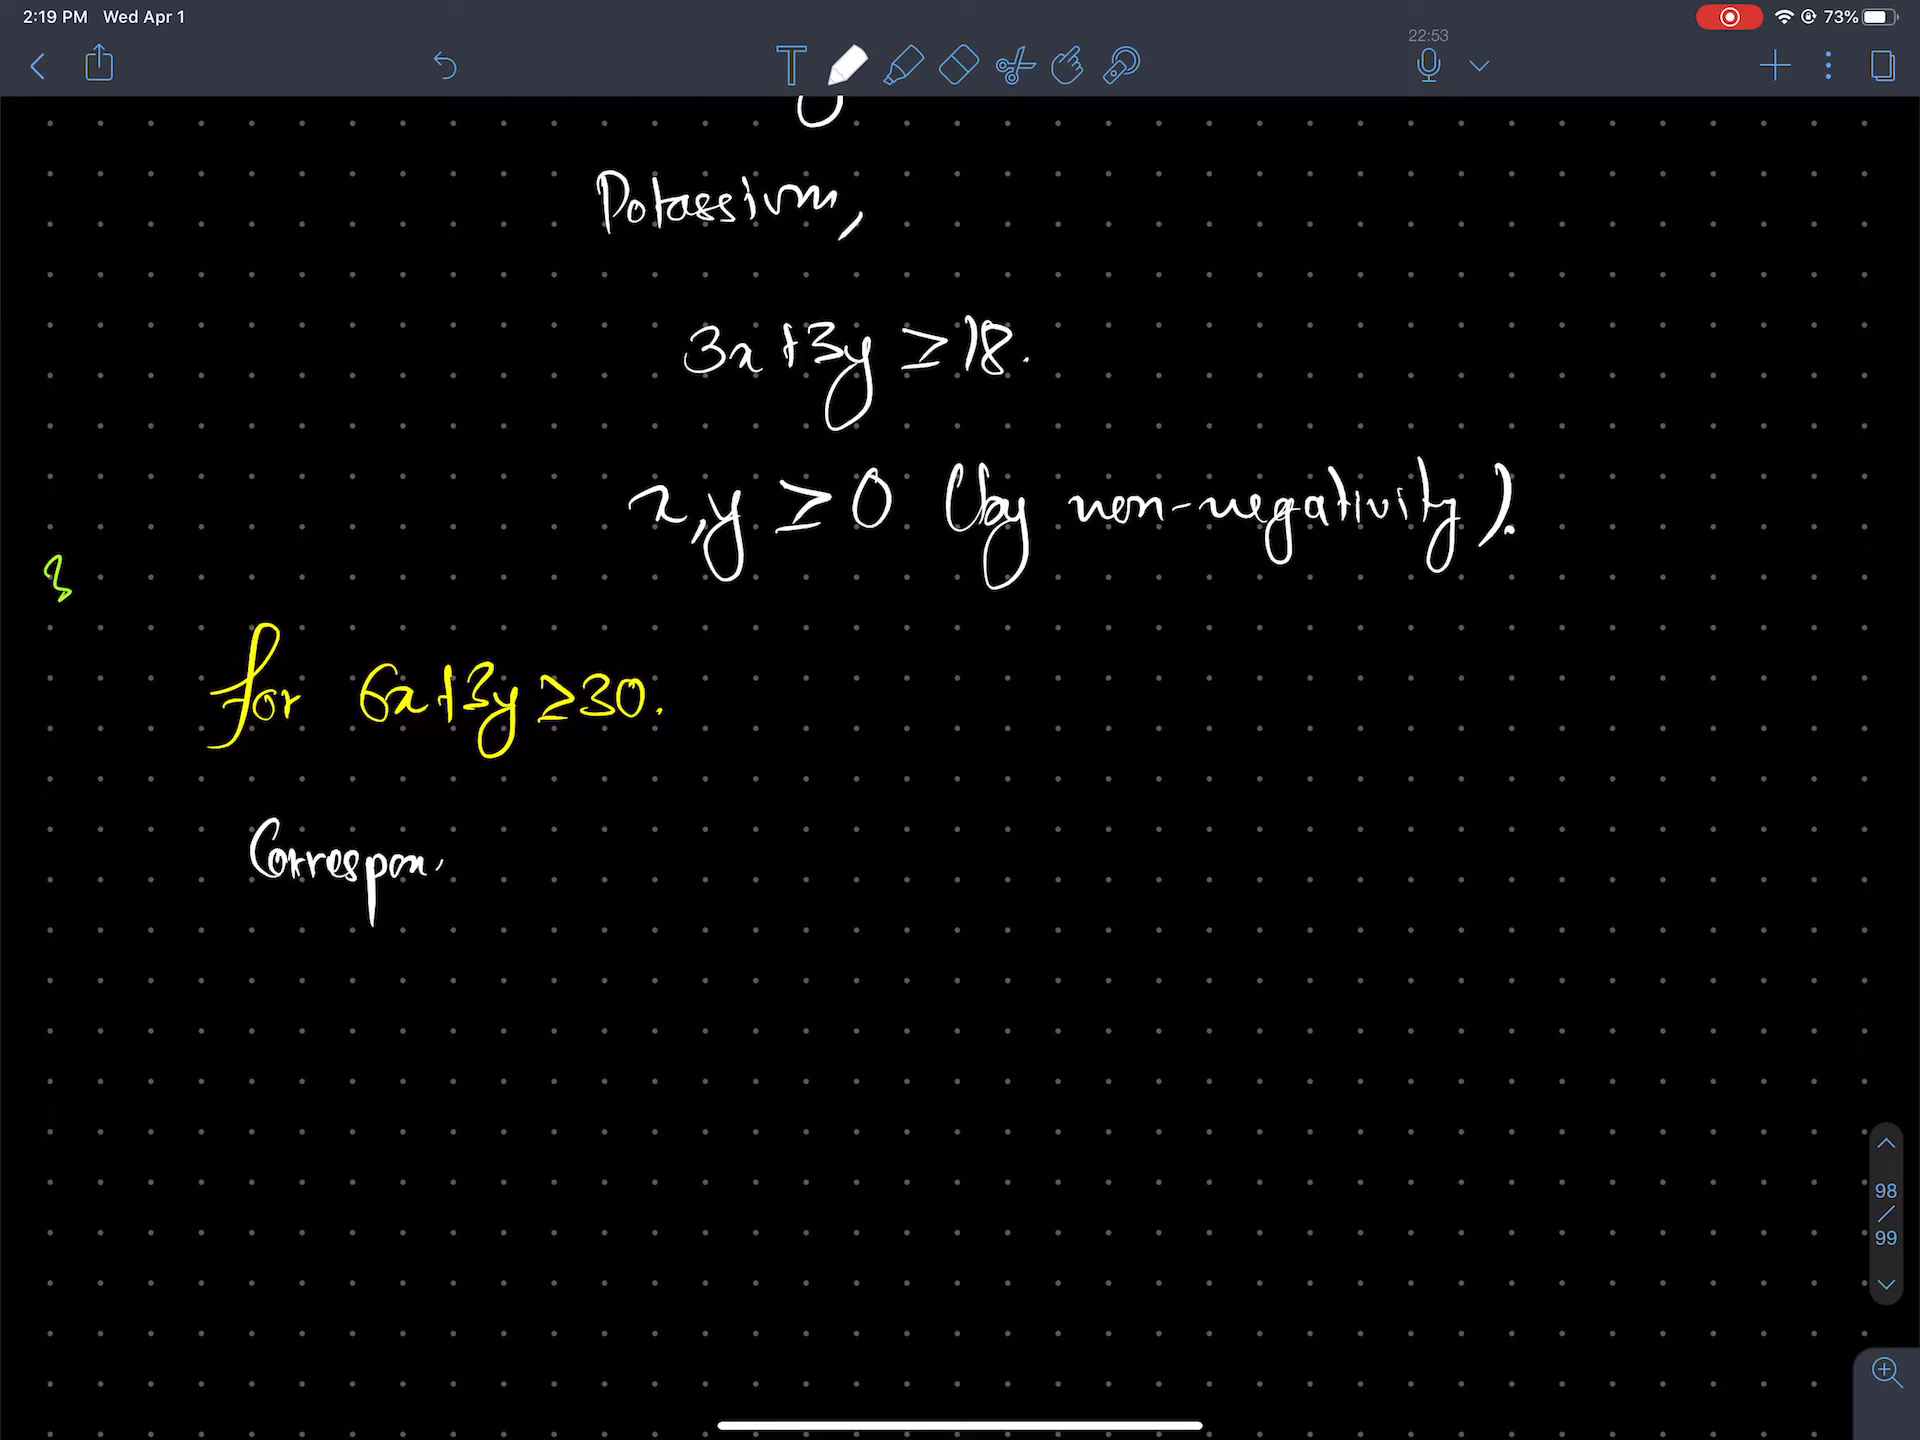 2:19 PM Wed Apr 1
73%
22:53
Potassium,
3x+3y ≥ 18.
x,y ≥ 0 (by non-negativity).
for 6x+3y ≥ 30.
Correspon
98
/
99